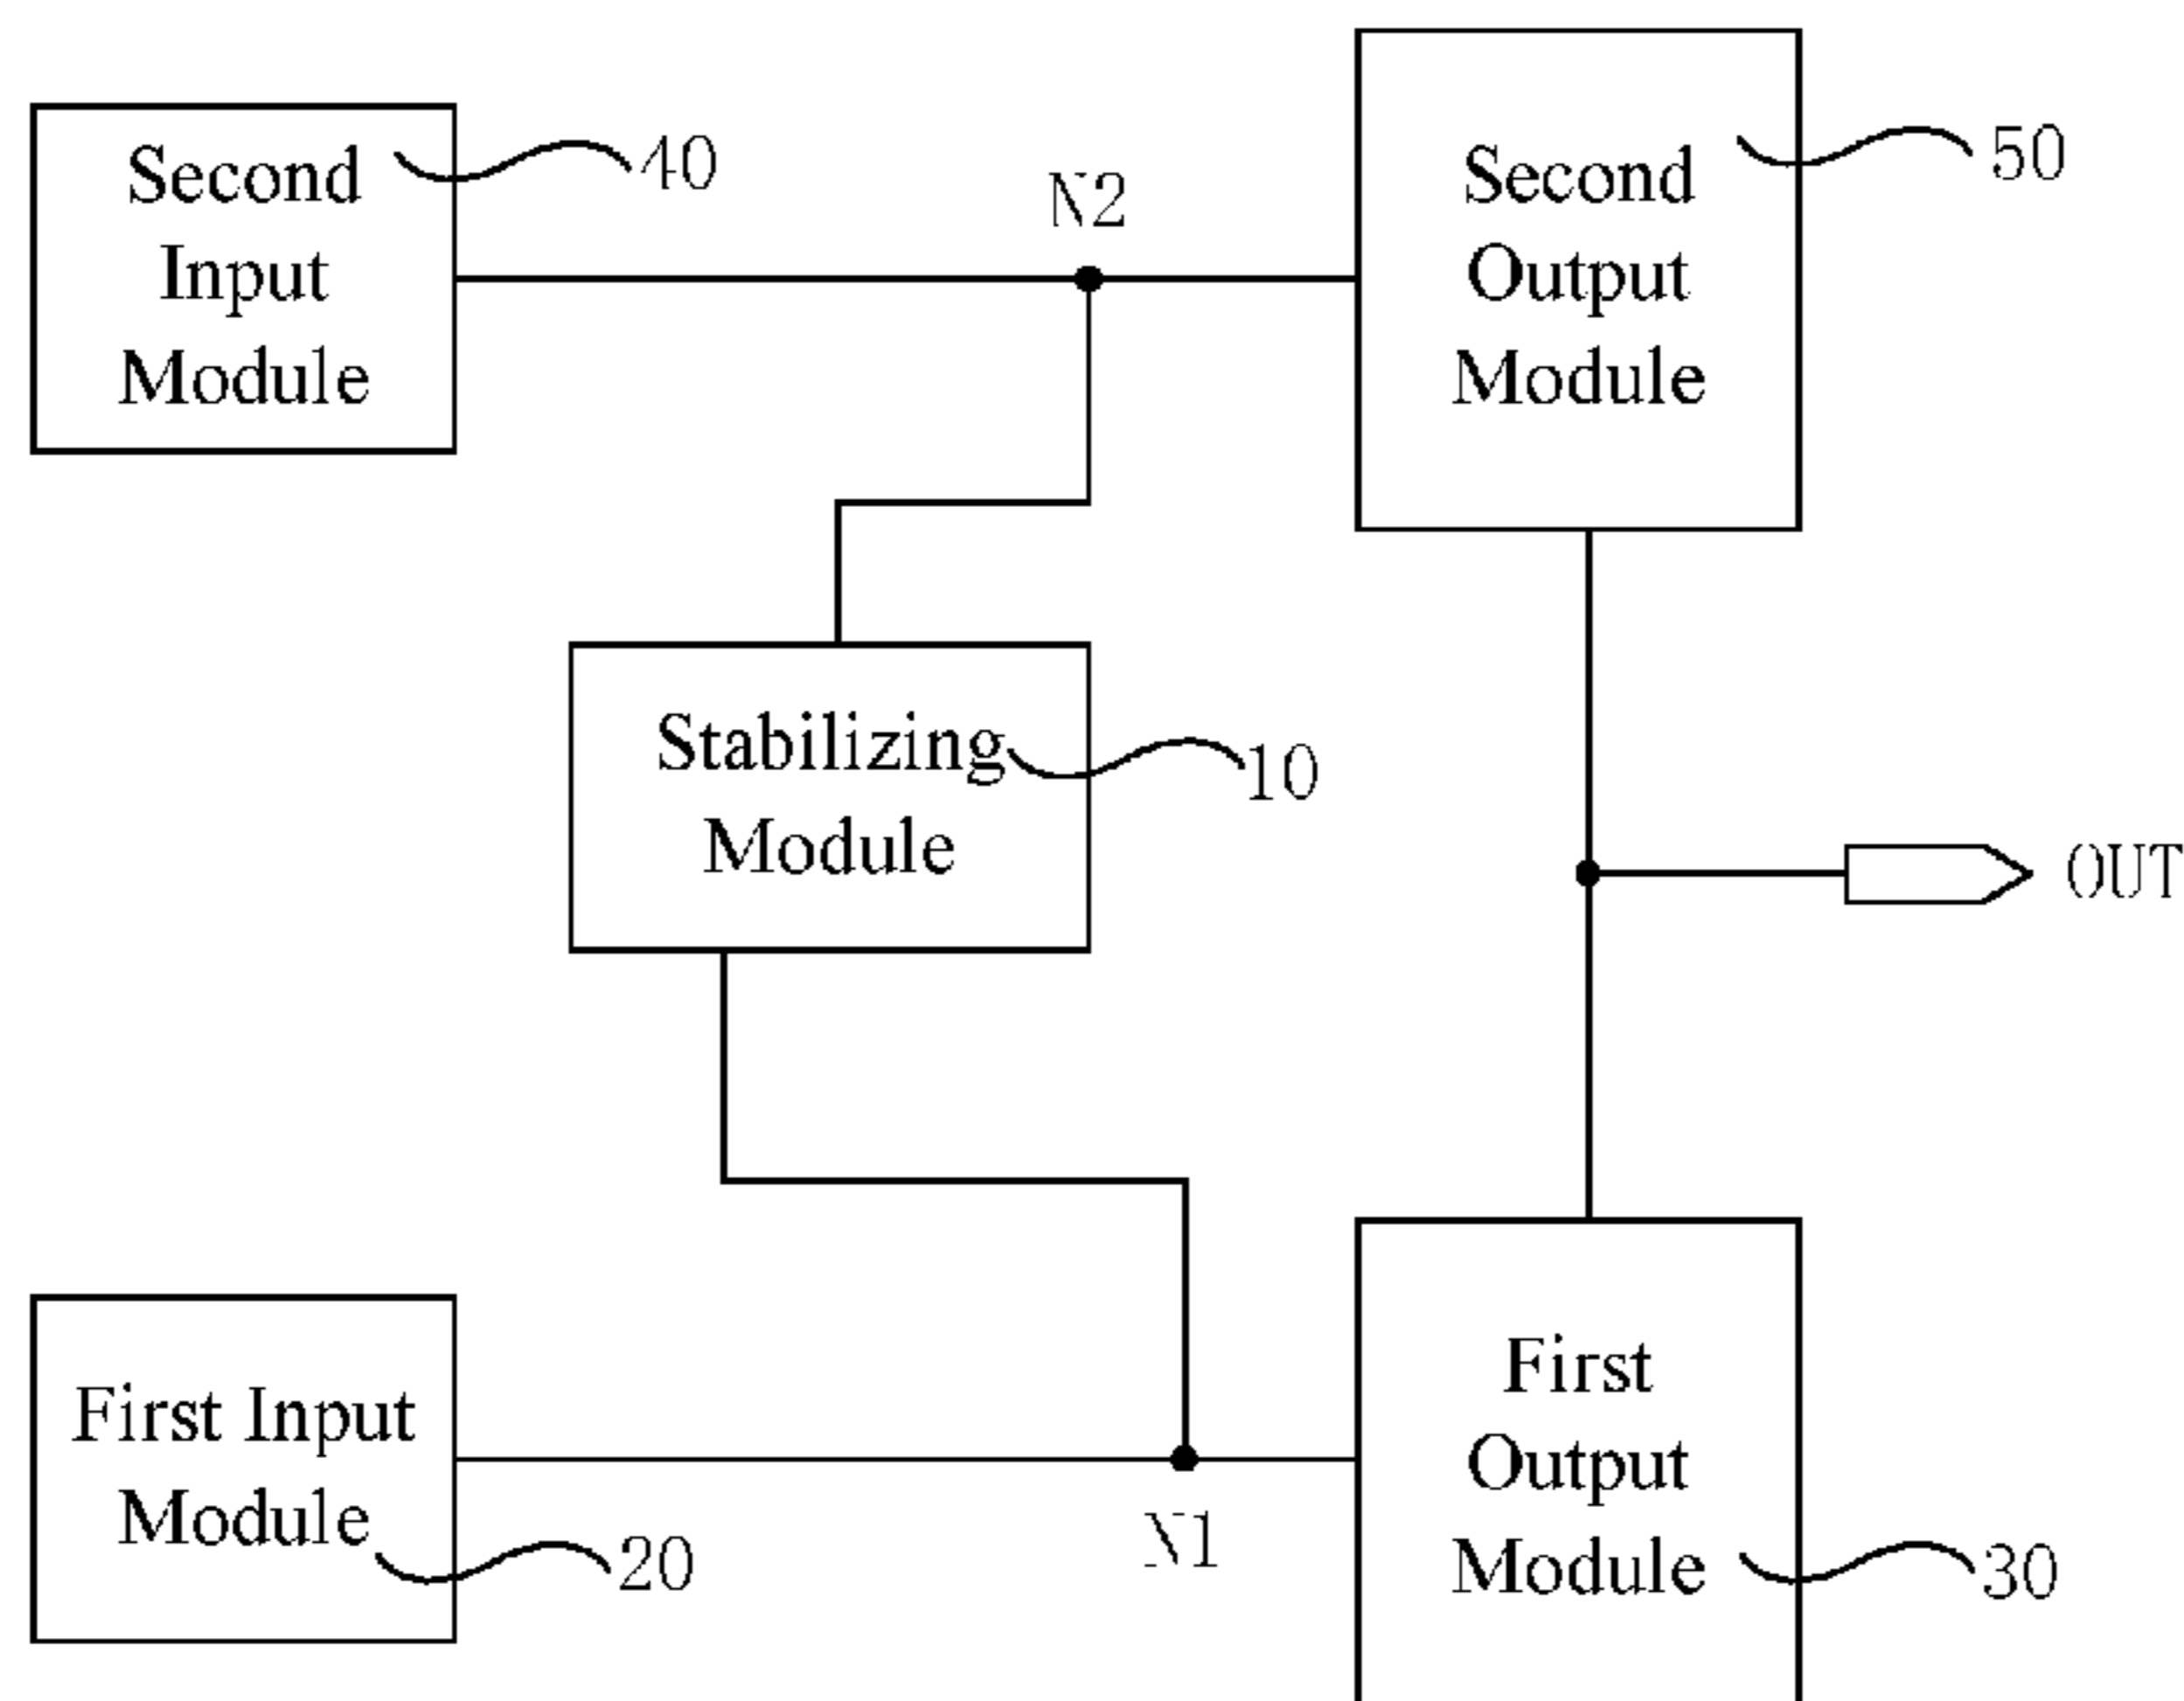 Second
Input
Module
40
N2
Second
Output
Module
50
Stabilizing
Module
10
OUT
First Input
Module
20
N1
First
Output
Module
30